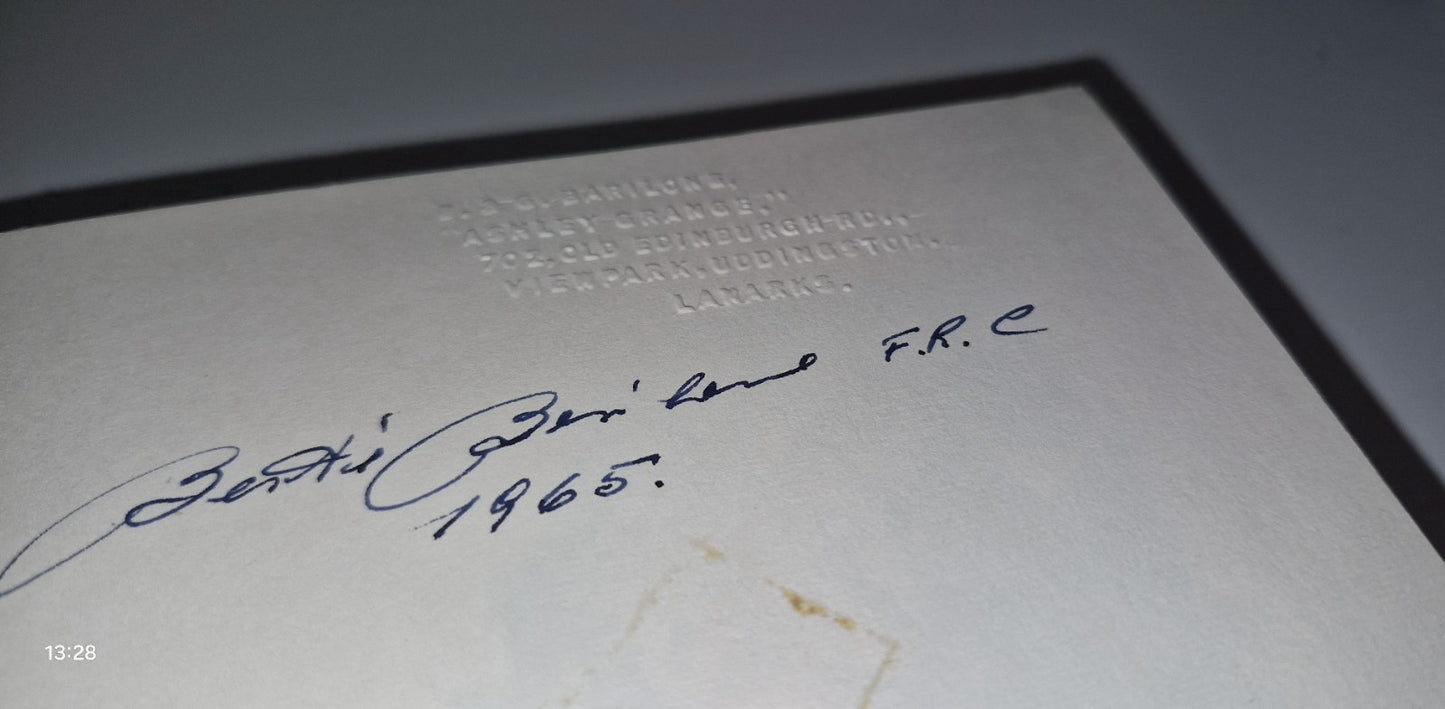 BARILONE,
"ASHLEY GRANGE,"
702, OLD EDINBURGH RD.,
VIEWPARK, UDDINGSTON,
LANARKS.
Bertie Barilone F.R.C
1965.
13:28